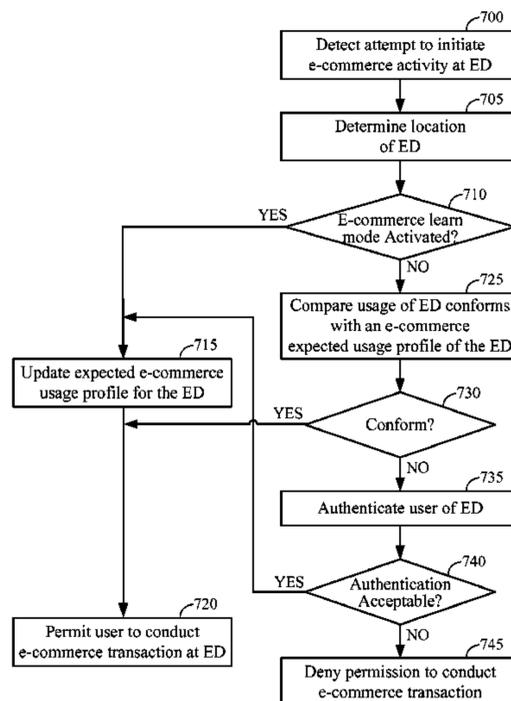 700
Detect attempt to initiate
e-commerce activity at ED
705
Determine location
of ED
710
YES
E-commerce learn
mode Activated?
NO
725
Compare usage of ED conforms
with an e-commerce
expected usage profile of the ED
715
Update expected e-commerce
usage profile for the ED
730
YES
Conform?
NO
735
Authenticate user of ED
740
YES
Authentication
Acceptable?
NO
720
Permit user to conduct
e-commerce transaction at ED
745
Deny permission to conduct
e-commerce transaction